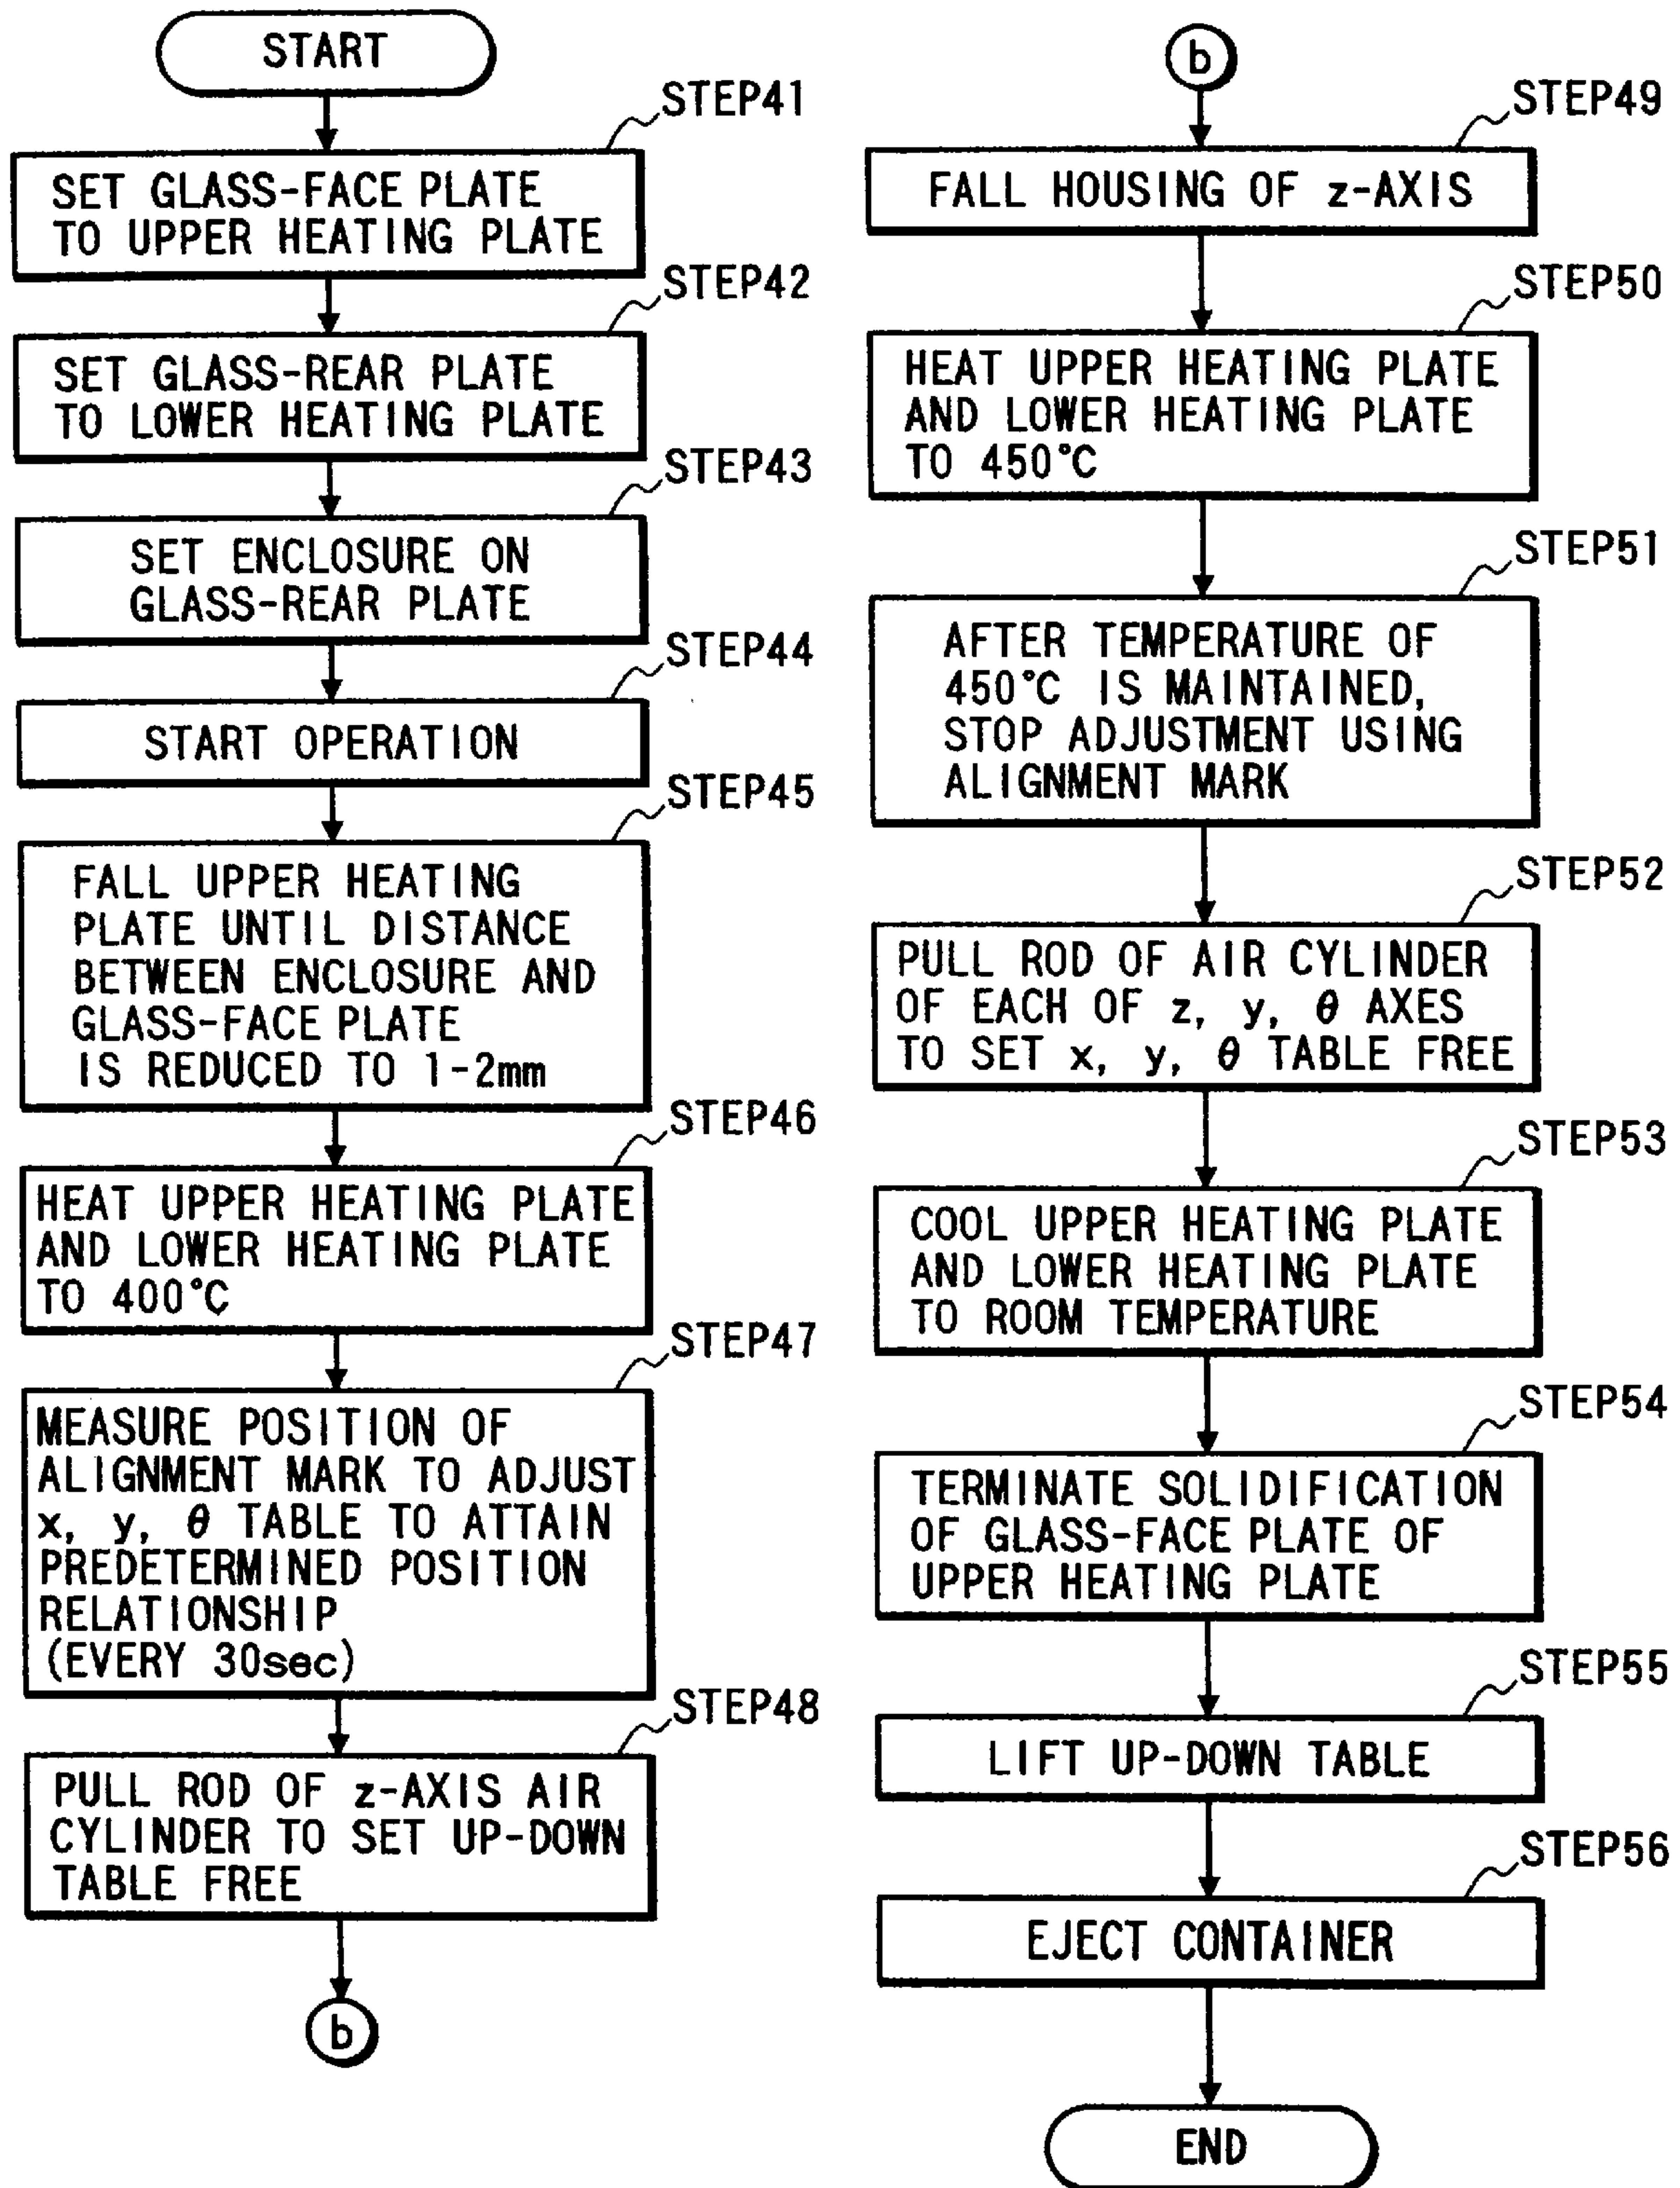 START
STEP41
SET GLASS-FACE PLATE
TO UPPER HEATING PLATE
STEP42
SET GLASS-REAR PLATE
TO LOWER HEATING PLATE
STEP43
SET ENCLOSURE ON
GLASS-REAR PLATE
STEP44
START OPERATION
STEP45
FALL UPPER HEATING
PLATE UNTIL DISTANCE
BETWEEN ENCLOSURE AND
GLASS-FACE PLATE
IS REDUCED TO 1-2mm
STEP46
HEAT UPPER HEATING PLATE
AND LOWER HEATING PLATE
TO 400°C
STEP47
MEASURE POSITION OF
ALIGNMENT MARK TO ADJUST
x, y, θ TABLE TO ATTAIN
PREDETERMINED POSITION
RELATIONSHIP
(EVERY 30sec)
STEP48
PULL ROD OF z-AXIS AIR
CYLINDER TO SET UP-DOWN
TABLE FREE
b
b
STEP49
FALL HOUSING OF z-AXIS
STEP50
HEAT UPPER HEATING PLATE
AND LOWER HEATING PLATE
TO 450°C
STEP51
AFTER TEMPERATURE OF
450°C IS MAINTAINED,
STOP ADJUSTMENT USING
ALIGNMENT MARK
STEP52
PULL ROD OF AIR CYLINDER
OF EACH OF z, y, θ AXES
TO SET x, y, θ TABLE FREE
STEP53
COOL UPPER HEATING PLATE
AND LOWER HEATING PLATE
TO ROOM TEMPERATURE
STEP54
TERMINATE SOLIDIFICATION
OF GLASS-FACE PLATE OF
UPPER HEATING PLATE
STEP55
LIFT UP-DOWN TABLE
STEP56
EJECT CONTAINER
END